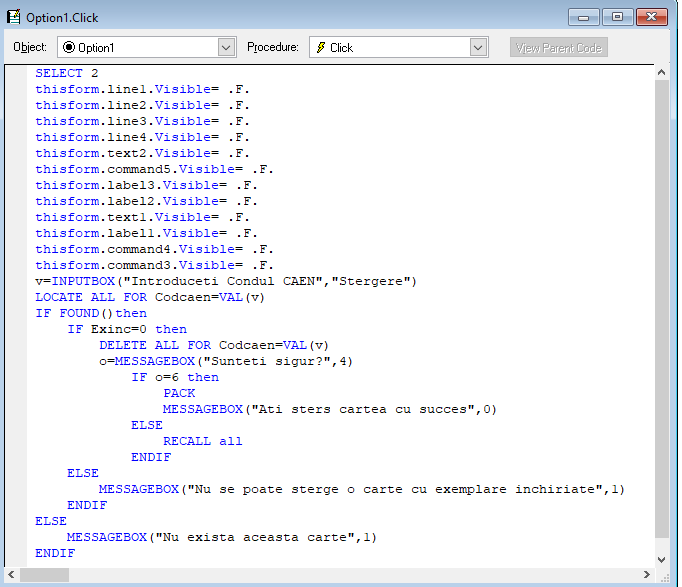 Option1.Click
Object: Option1 Procedure: Click View Parent Code
SELECT 2
thisform.line1.Visible= .F.
thisform.line2.Visible= .F.
thisform.line3.Visible= .F.
thisform.line4.Visible= .F.
thisform.text2.Visible= .F.
thisform.command5.Visible= .F.
thisform.label3.Visible= .F.
thisform.label2.Visible= .F.
thisform.text1.Visible= .F.
thisform.label1.Visible= .F.
thisform.command4.Visible= .F.
thisform.command3.Visible= .F.
v=INPUTBOX("Introduceti Condul CAEN","Stergere")
LOCATE ALL FOR Codcaen=VAL(v)
IF FOUND()then
IF Exinc=0 then
DELETE ALL FOR Codcaen=VAL(v)
o=MESSAGEBOX("Sunteti sigur?",4)
IF o=6 then
PACK
MESSAGEBOX("Ati sters cartea cu succes",0)
ELSE
RECALL all
ENDIF
ELSE
MESSAGEBOX("Nu se poate sterge o carte cu exemplare inchiriate",1)
ENDIF
ELSE
MESSAGEBOX("Nu exista aceasta carte",1)
ENDIF